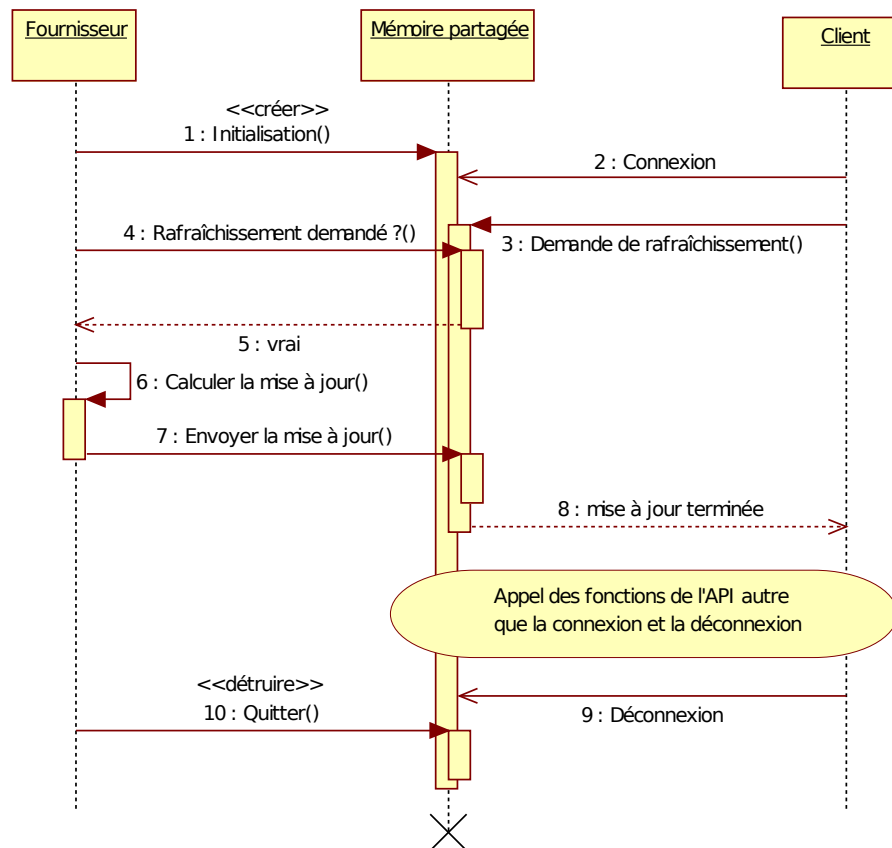 Fournisseur
Mémoire partagée
Client
<<créer>>
1 : Initialisation()
2 : Connexion
4 : Rafraîchissement demandé ?()
3 : Demande de rafraîchissement()
5 : vrai
6 : Calculer la mise à jour()
7 : Envoyer la mise à jour()
8 : mise à jour terminée
Appel des fonctions de l'API autre
que la connexion et la déconnexion
<<détruire>>
10 : Quitter()
9 : Déconnexion